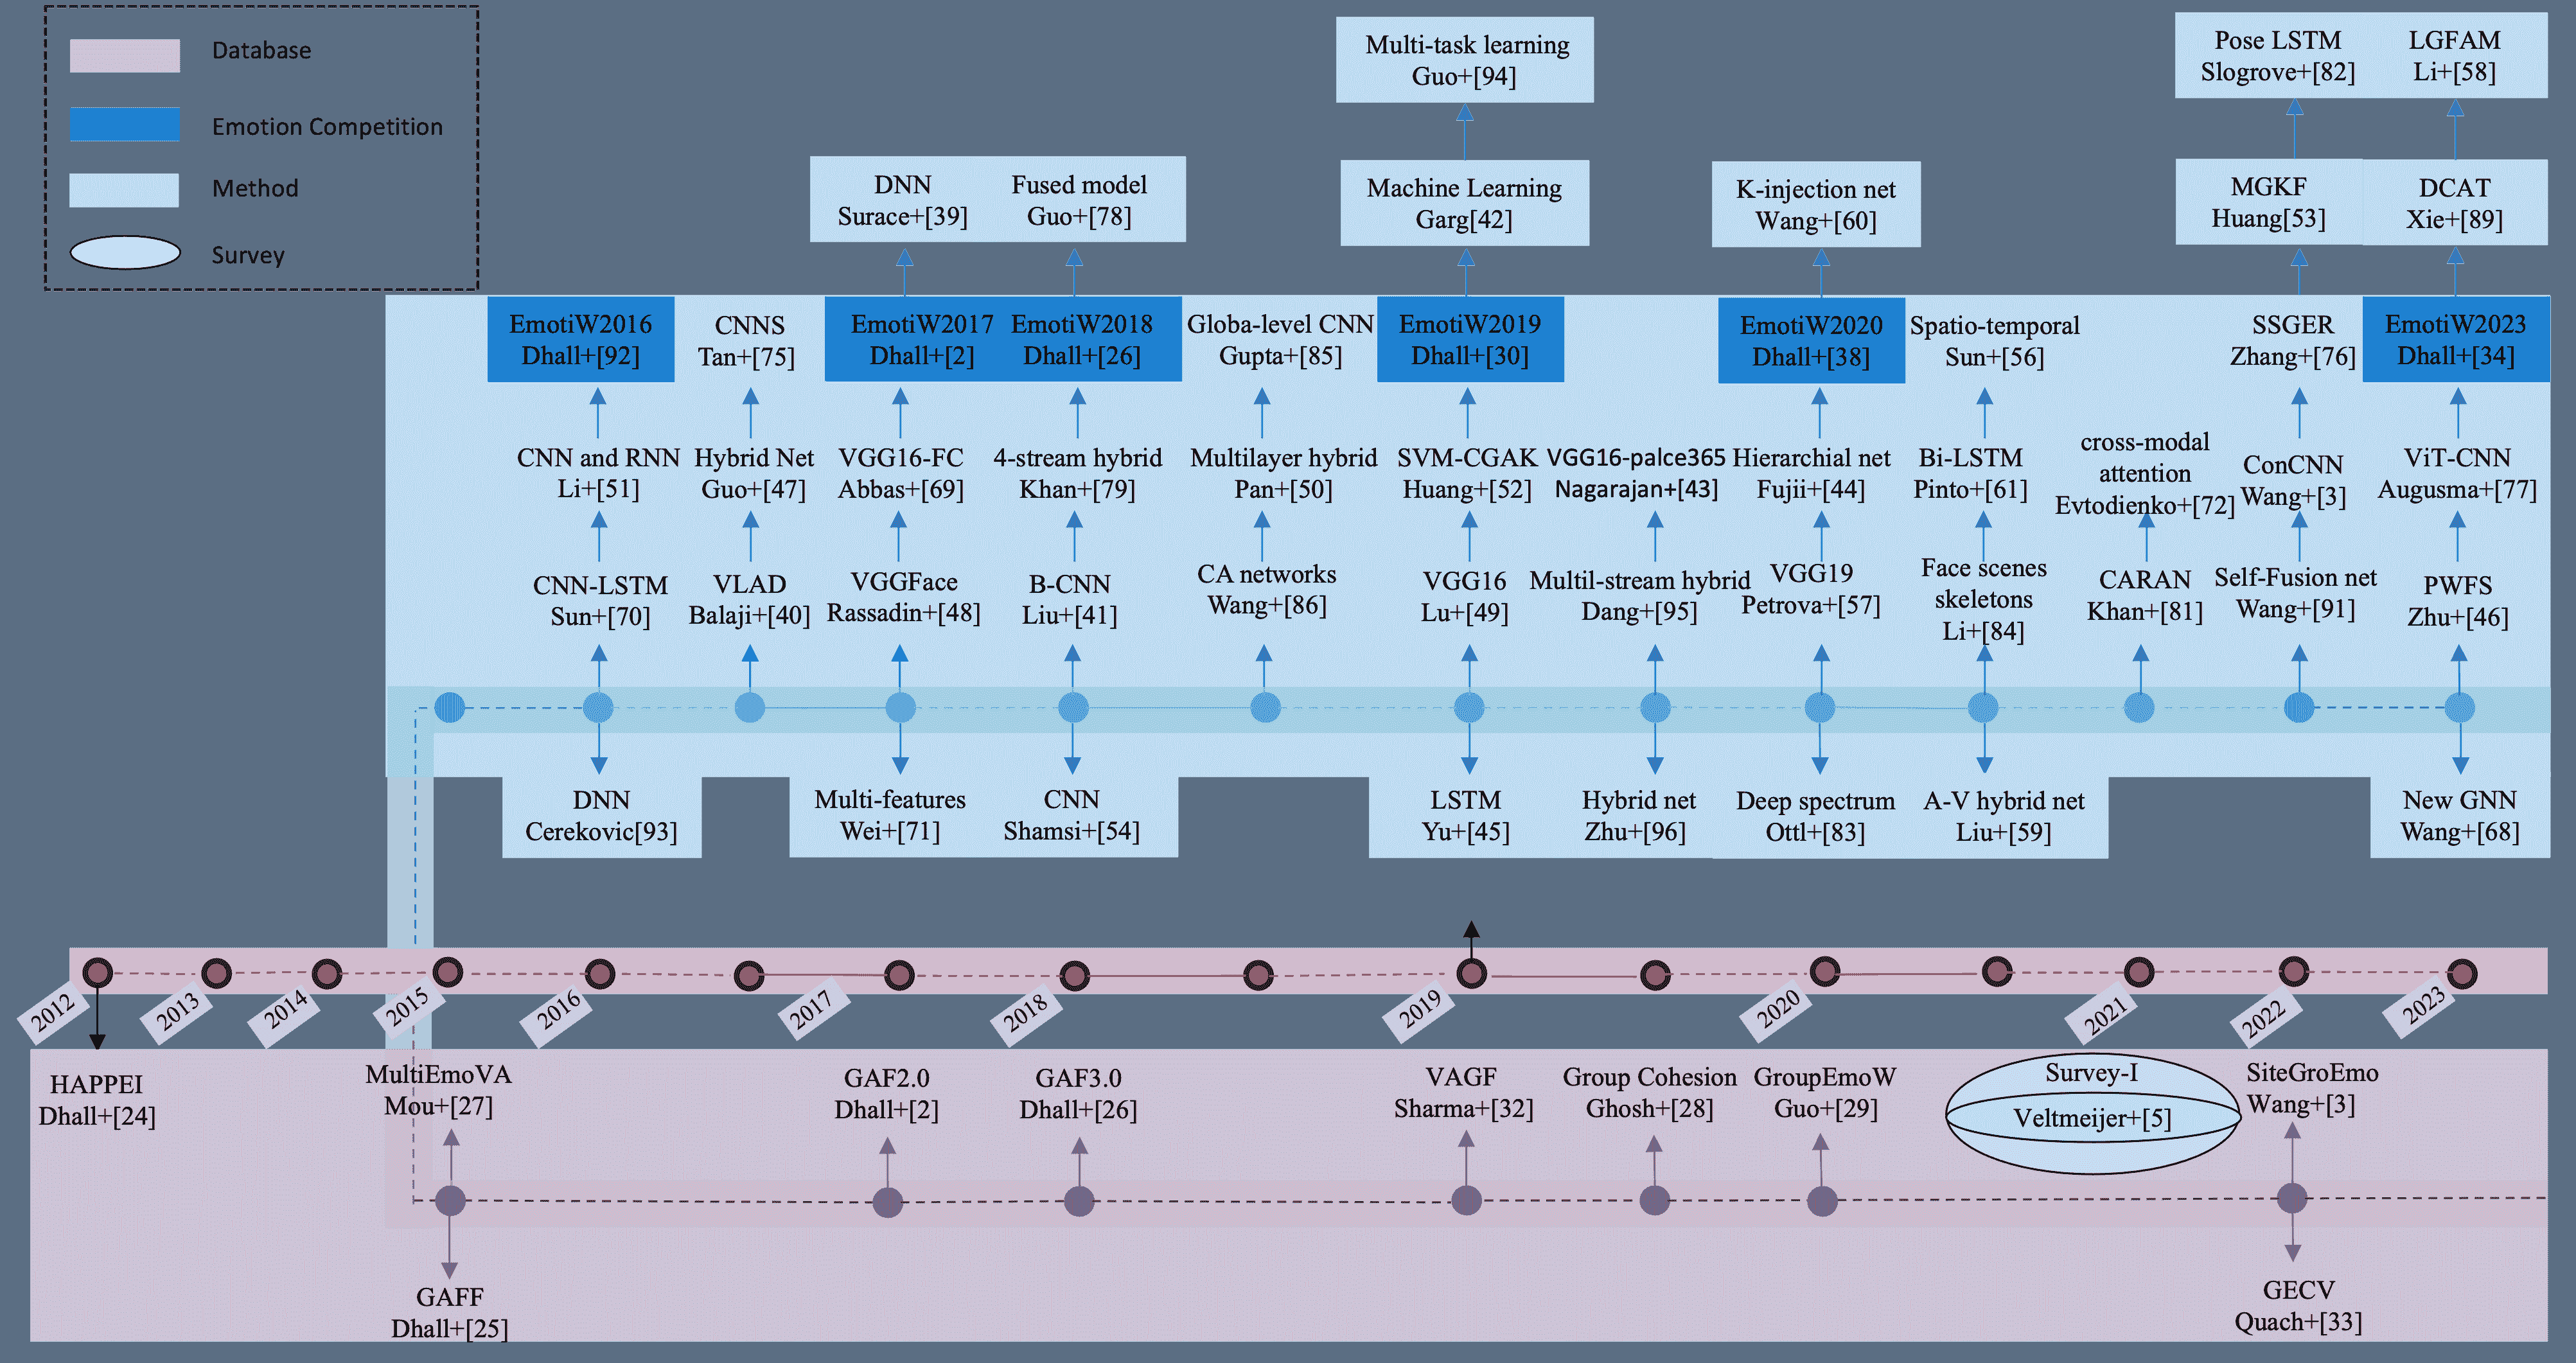 Database
Emotion Competition
Method
Survey
Multi-task learning
Guo+[94]
Pose LSTM
Slogrove+[82]
LGFAM
Li+[58]
DNN
Surace+[39]
Fused model
Guo+[78]
Machine Learning
Garg[42]
K-injection net
Wang+[60]
MGKF
Huang[53]
DCAT
Xie+[89]
EmotiW2016
Dhall+[92]
CNNS
Tan+[75]
EmotiW2017
Dhall+[2]
EmotiW2018
Dhall+[26]
Globa-level CNN
Gupta+[85]
EmotiW2019
Dhall+[30]
EmotiW2020
Dhall+[38]
Spatio-temporal
Sun+[56]
SSGER
Zhang+[76]
EmotiW2023
Dhall+[34]
CNN and RNN
Li+[51]
Hybrid Net
Guo+[47]
VGG16-FC
Abbas+[69]
4-stream hybrid
Khan+[79]
Multilayer hybrid
Pan+[50]
SVM-CGAK
Huang+[52]
VGG16-palce365
Nagarajan+[43]
Hierarchial net
Fujii+[44]
Bi-LSTM
Pinto+[61]
cross-modal
attention
Evtodienko+[72]
ConCNN
Wang+[3]
ViT-CNN
Augusma+[77]
CNN-LSTM
Sun+[70]
VLAD
Balaji+[40]
VGGFace
Rassadin+[48]
B-CNN
Liu+[41]
CA networks
Wang+[86]
VGG16
Lu+[49]
Multil-stream hybrid
Dang+[95]
VGG19
Petrova+[57]
Face scenes
skeletons
Li+[84]
CARAN
Khan+[81]
Self-Fusion net
Wang+[91]
PWFS
Zhu+[46]
DNN
Cerekovic[93]
Multi-features
Wei+[71]
CNN
Shamsi+[54]
LSTM
Yu+[45]
Hybrid net
Zhu+[96]
Deep spectrum
Ottl+[83]
A-V hybrid net
Liu+[59]
New GNN
Wang+[68]
2012
2013
2014
2015
2016
2017
2018
2019
2020
2021
2022
2023
HAPPEI
Dhall+[24]
MultiEmoVA
Mou+[27]
GAF2.0
Dhall+[2]
GAF3.0
Dhall+[26]
VAGF
Sharma+[32]
Group Cohesion
Ghosh+[28]
GroupEmoW
Guo+[29]
Survey-I
Veltmeijer+[5]
SiteGroEmo
Wang+[3]
GAFF
Dhall+[25]
GECV
Quach+[33]